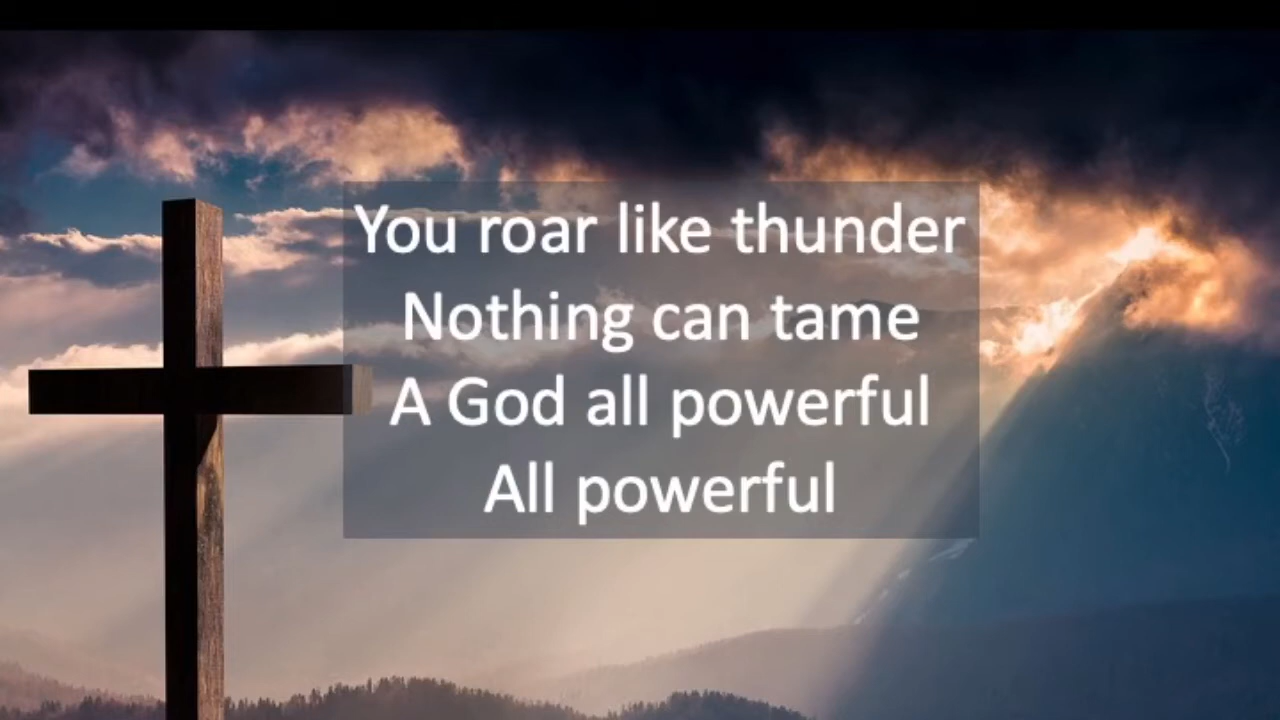 You roar like thunder
Nothing can tame
A God all powerful
All powerful